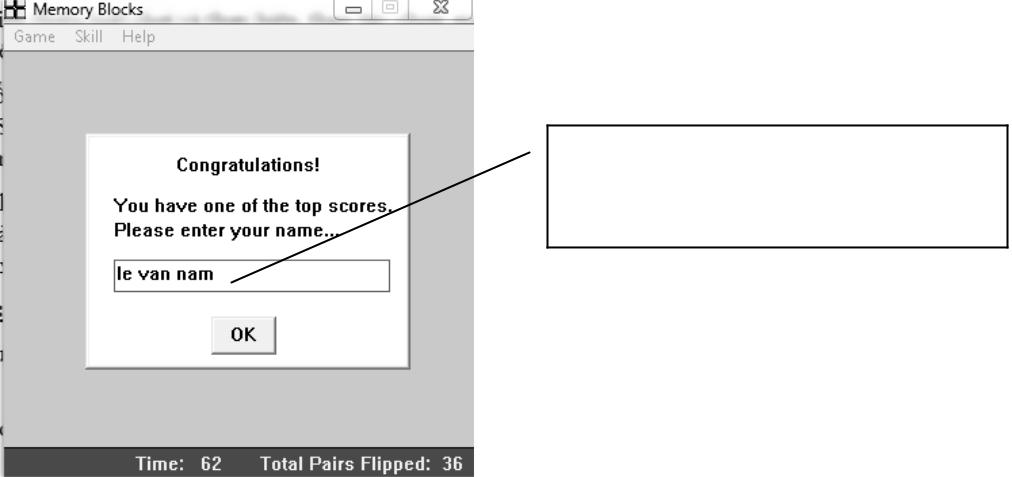 Memory Blocks
Game Skill Help
Congratulations!
You have one of the top scores.
Please enter your name...
le van nam
OK
Time: 62 Total Pairs Flipped: 36